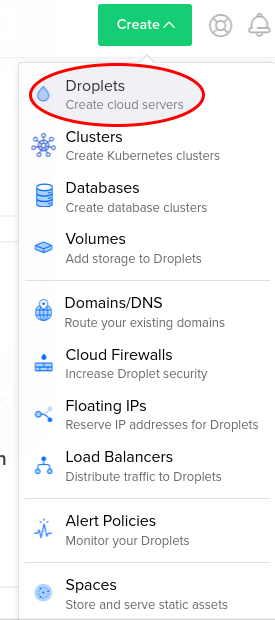 Create
Droplets
Create cloud servers
Clusters
Create Kubernetes clusters
Databases
Create database clusters
Volumes
Add storage to Droplets
Domains/DNS
Route your existing domains
Cloud Firewalls
Increase Droplet security
Floating IPs
Reserve IP addresses for Droplets
Load Balancers
Distribute traffic to Droplets
Alert Policies
Monitor your Droplets
Spaces
Store and serve static assets